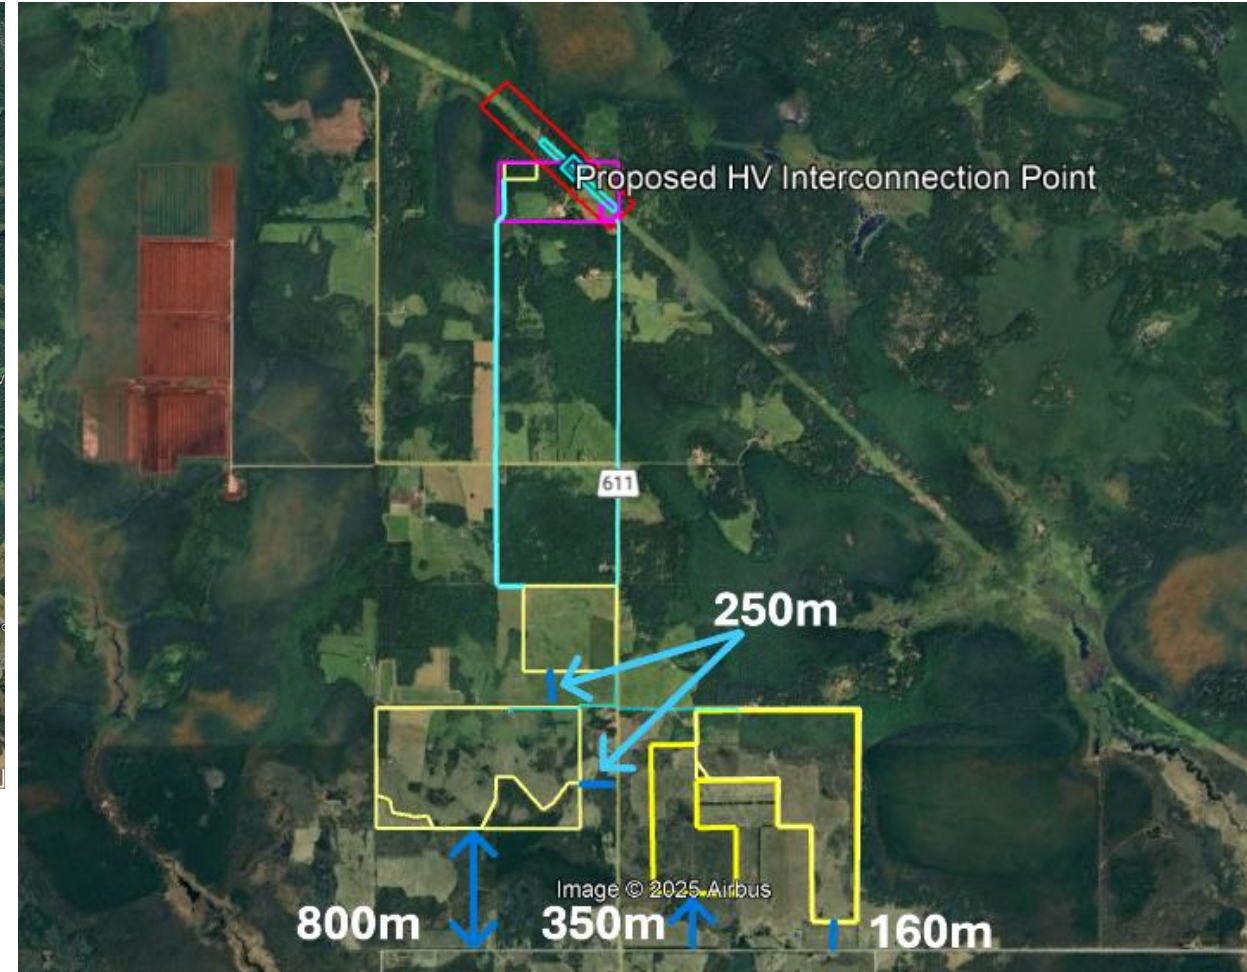 Proposed HV Interconnection Point
611
250m
Image © 2025 Airbus
800m
350m
160m